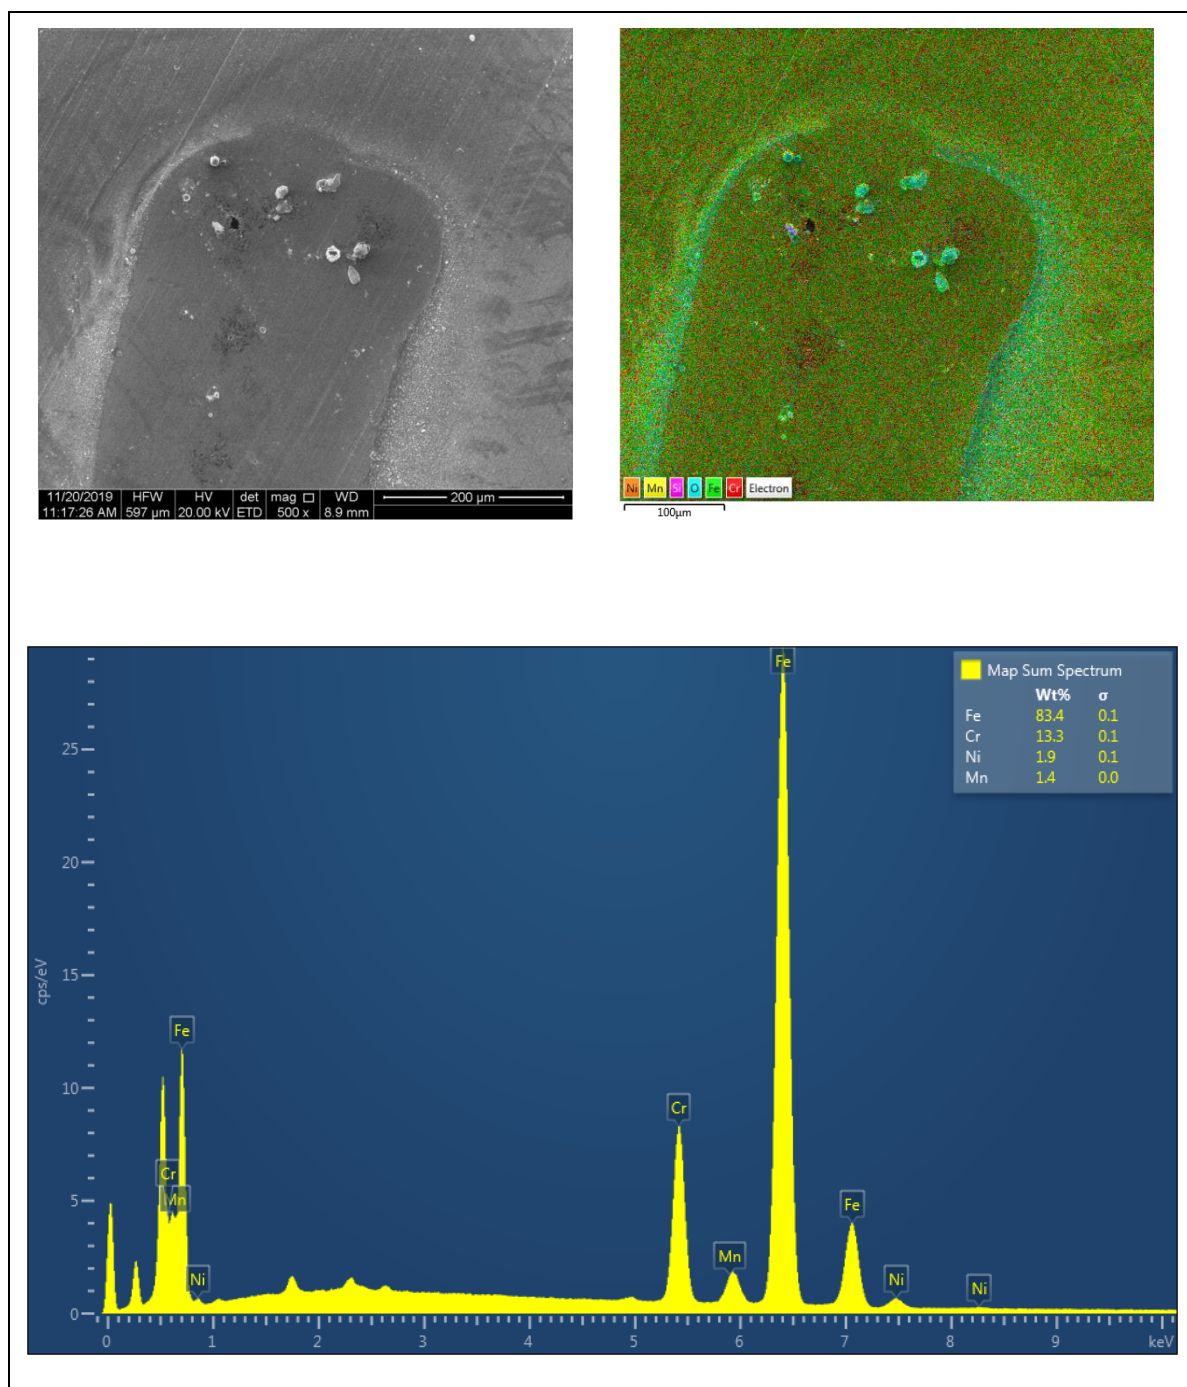 11/20/2019 HFW HV det mag □ WD 200 µm
11:17:26 AM 597 µm 20.00 kV ETD 500 x 8.9 mm
Ni Mn Si O Fe Cr Electron
100µm
Map Sum Spectrum
Wt% σ
Fe 83.4 0.1
Cr 13.3 0.1
Ni 1.9 0.1
Mn 1.4 0.0
Fe
25
20
15
cps/eV
Fe
10
Cr
Cr
5
Mn
Fe
Mn
Ni
Ni
Ni
0
0 1 2 3 4 5 6 7 8 9 keV